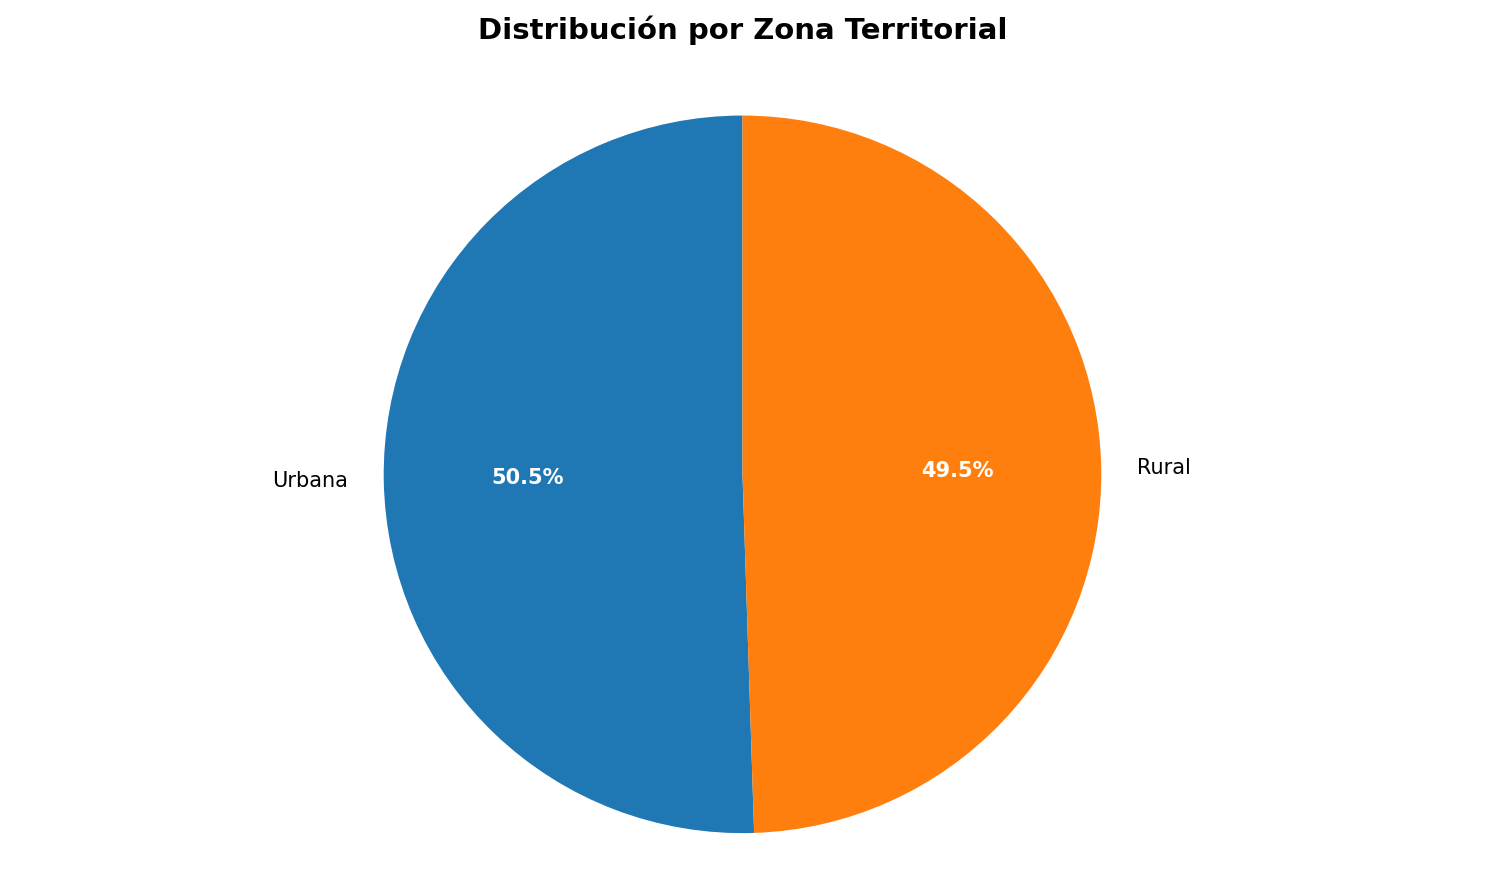 Distribución por Zona Territorial
Urbana
50.5%
49.5%
Rural